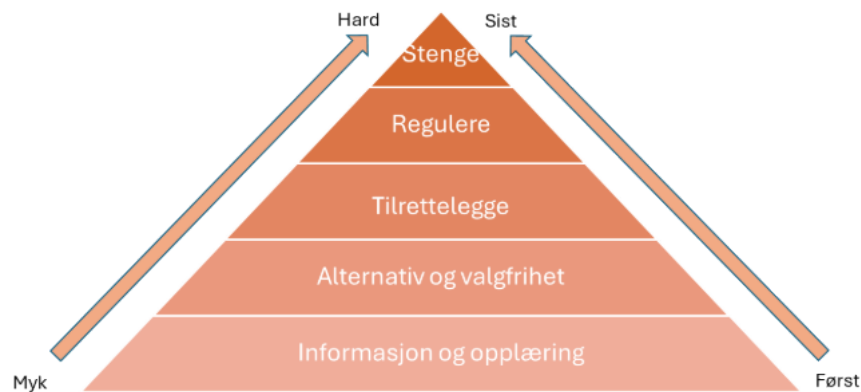 Hard
Sist
Stenge
Regulere
Tilrettelegge
Alternativ og valgfrihet
Informasjon og opplæring
Myk
Først